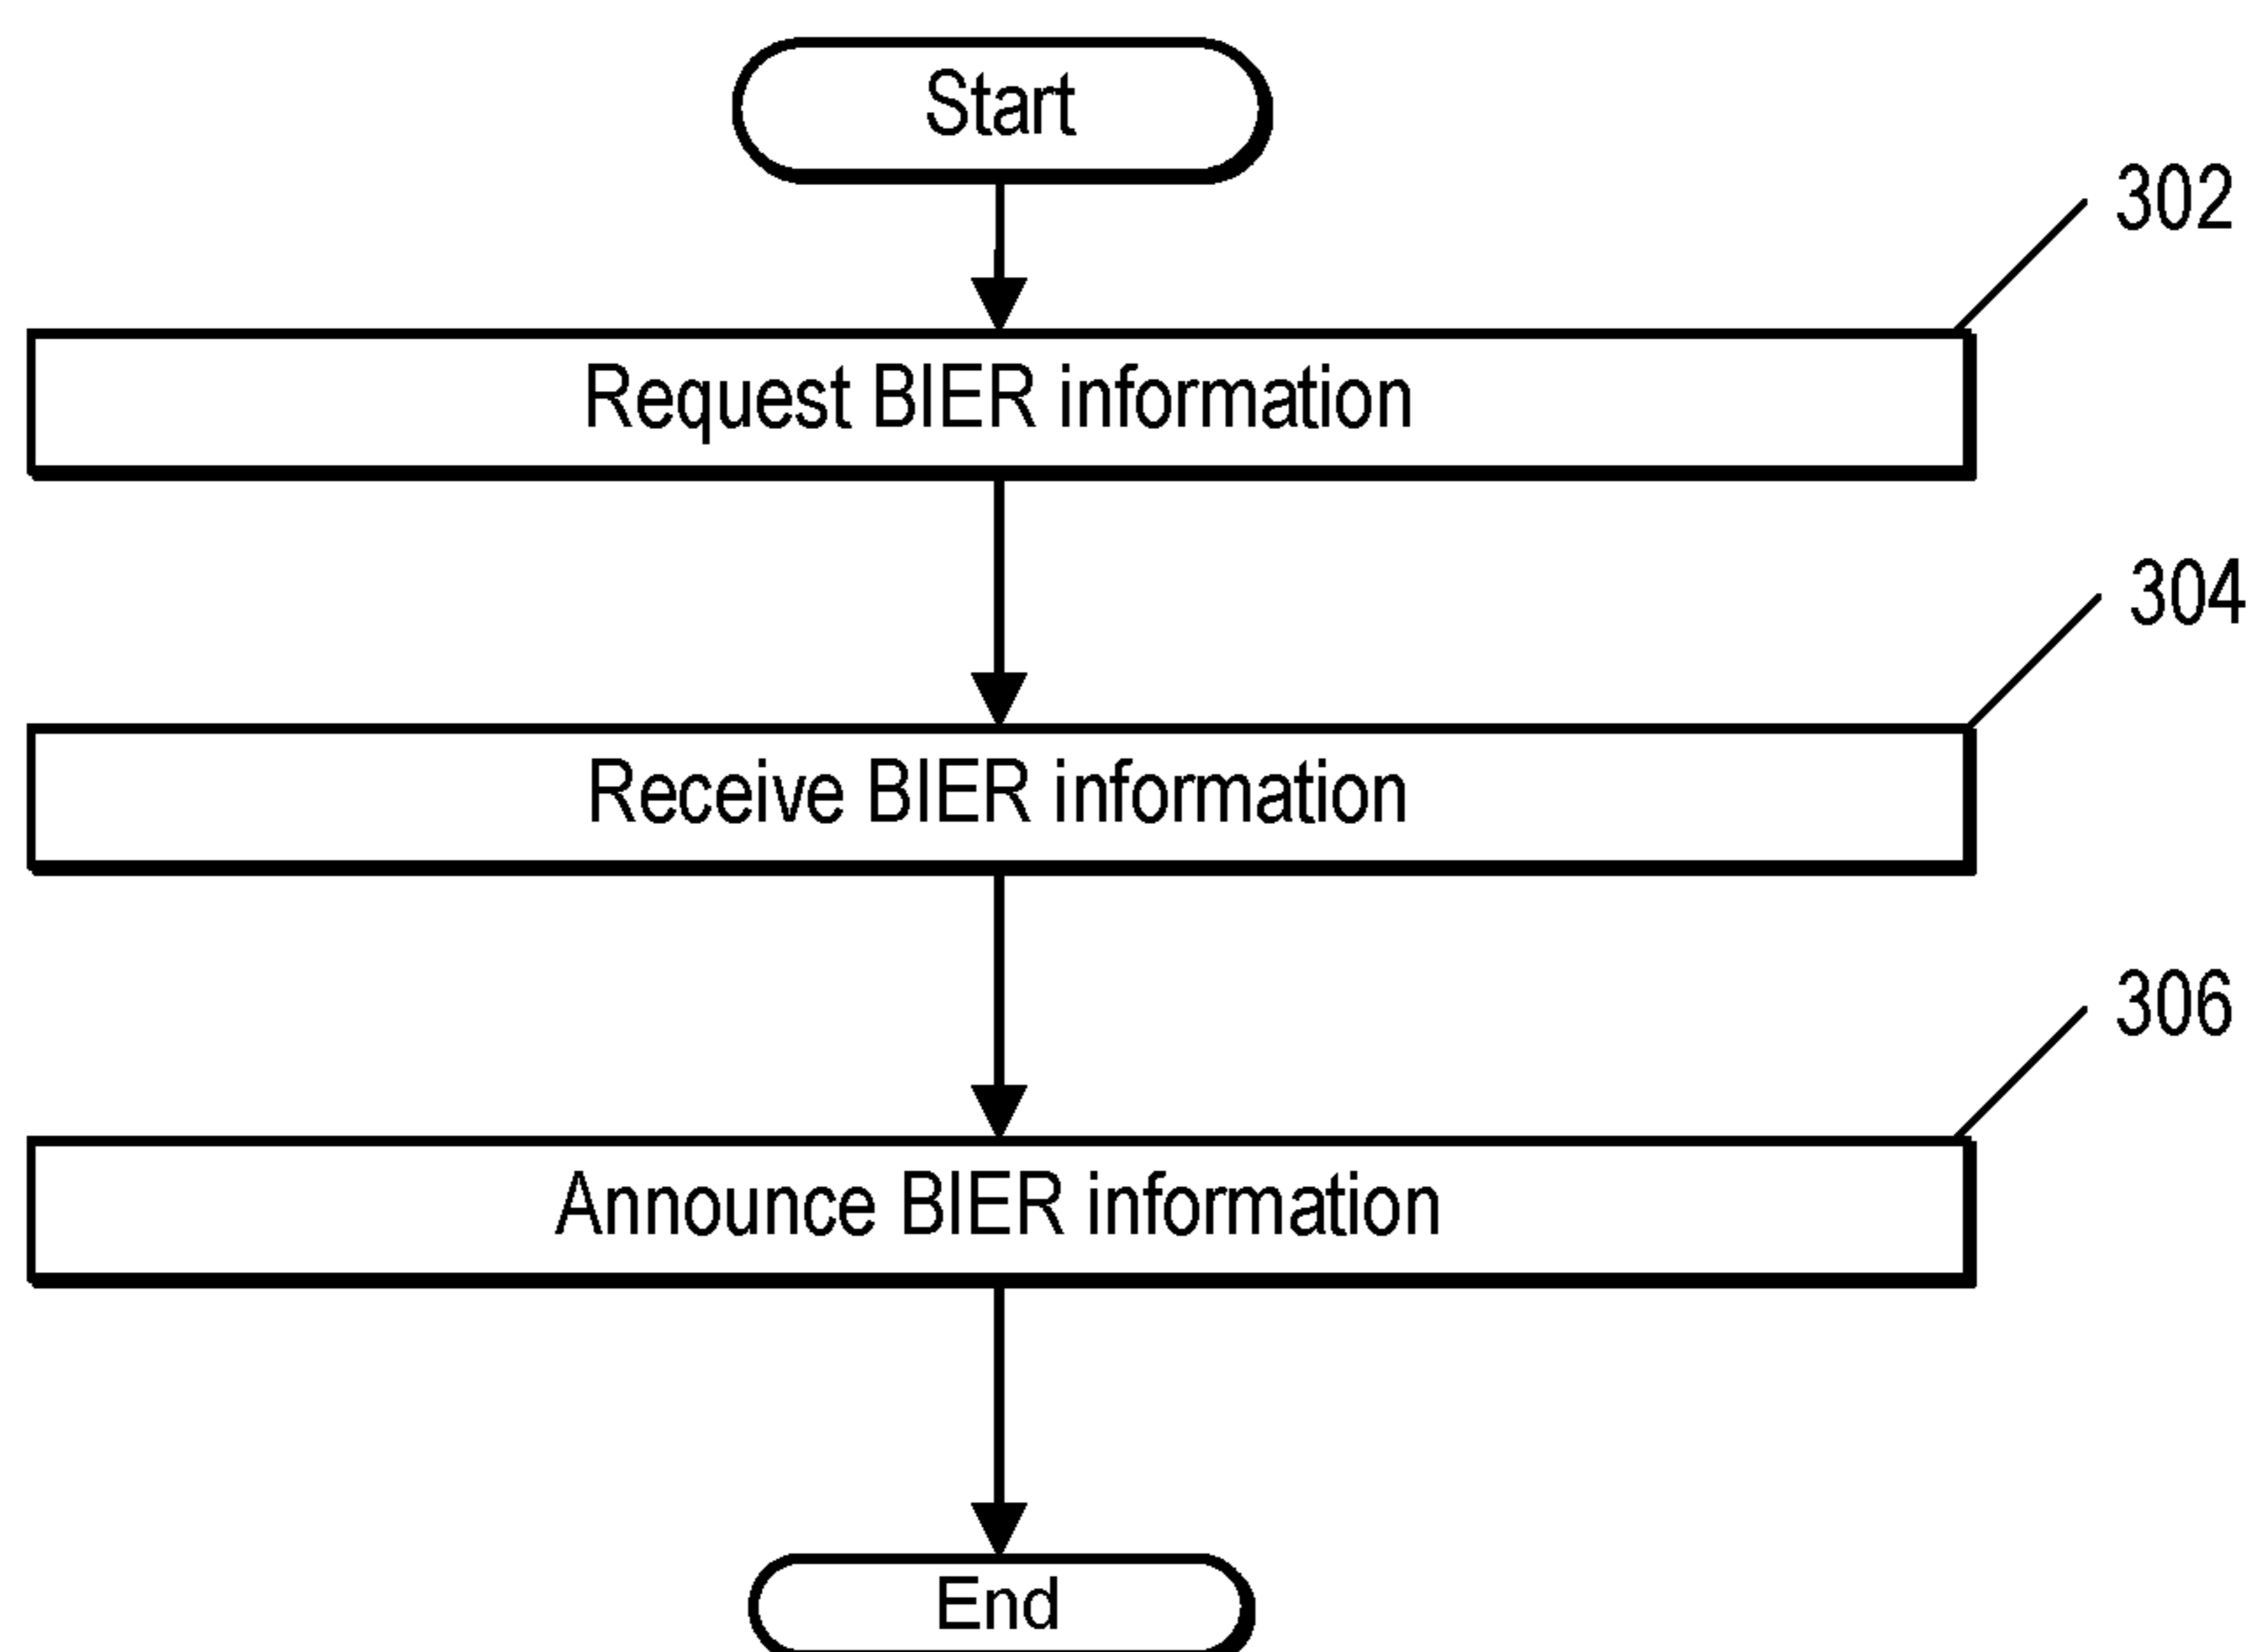 Start
302
Request BIER information
304
Receive BIER information
306
Announce BIER information
End